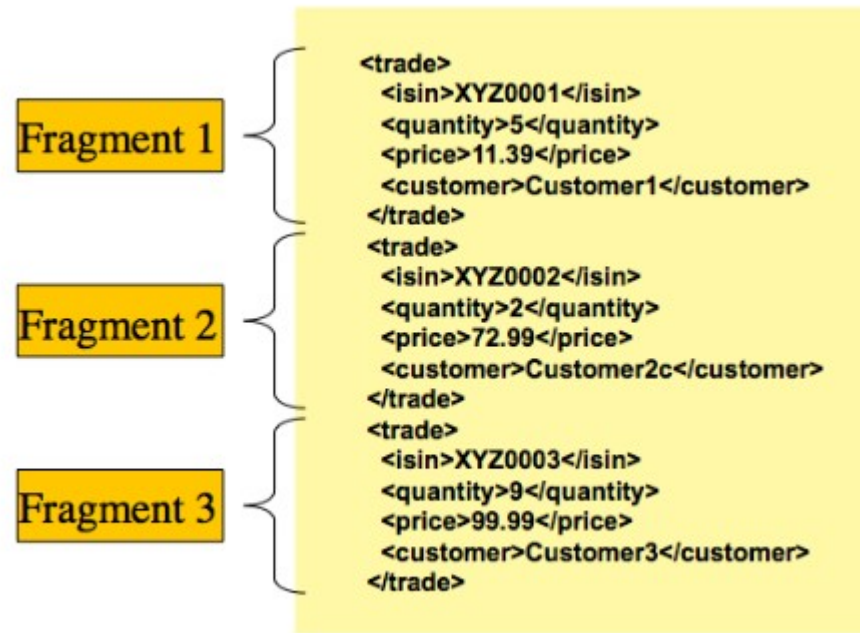 Fragment 1
<trade>
<isin>XYZ0001</isin>
<quantity>5</quantity>
<price>11.39</price>
<customer>Customer1</customer>
</trade>
Fragment 2
<trade>
<isin>XYZ0002</isin>
<quantity>2</quantity>
<price>72.99</price>
<customer>Customer2c</customer>
</trade>
Fragment 3
<trade>
<isin>XYZ0003</isin>
<quantity>9</quantity>
<price>99.99</price>
<customer>Customer3</customer>
</trade>